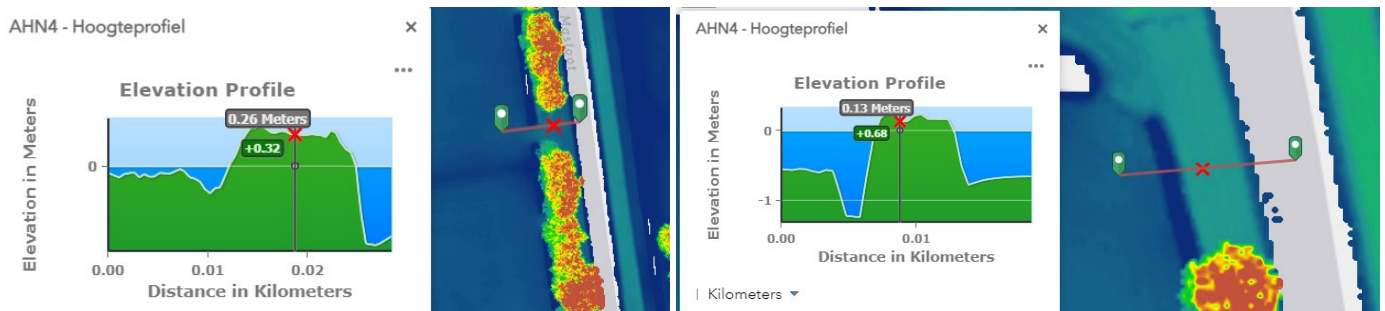 AHN4 - Hoogteprofiel ×
...
Elevation Profile
0.26 Meters
+0.32
Elevation in Meters
0
0.00 0.01 0.02
Distance in Kilometers
Masloot
AHN4 - Hoogteprofiel ×
...
Elevation Profile
0.13 Meters
+0.68
Elevation in Meters
0
-1
0.00 0.01
Distance in Kilometers
| Kilometers